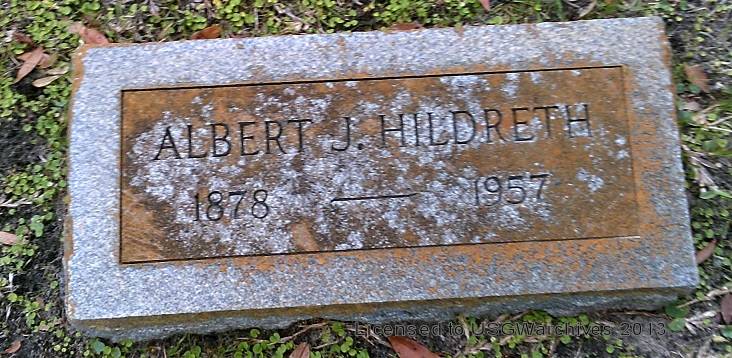 ALBERT J. HILDRETH
1878 — 1957
Licensed to USGWarchives 2013